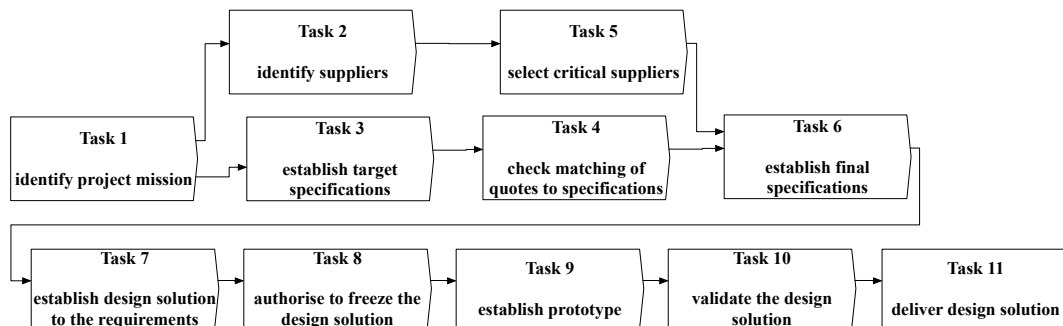 Task 2
identify suppliers
Task 5
select critical suppliers
Task 1
identify project mission
Task 3
establish target
specifications
Task 4
check matching of
quotes to specifications
Task 6
establish final
specifications
Task 7
establish design solution
to the requirements
Task 8
authorise to freeze the
design solution
Task 9
establish prototype
Task 10
validate the design
solution
Task 11
deliver design solution